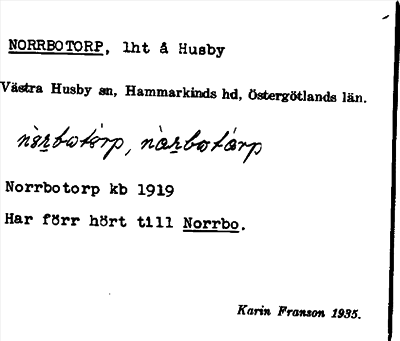 NORRBOTORP, lht å Husby
Västra Husby sn, Hammarkinds hd, Östergötlands län.
Norrbotorp kb 1919
Har förr hört till Norrbo.
Karin Franson 1935.